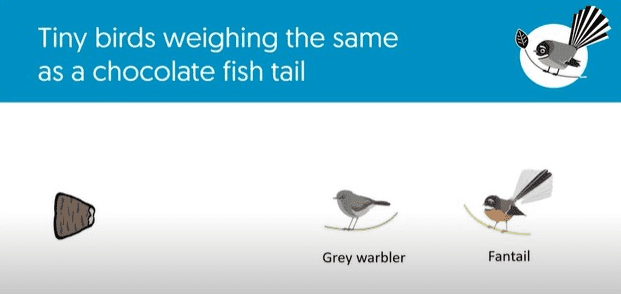 Tiny birds weighing the same
as a chocolate fish tail
Grey warbler
Fantail